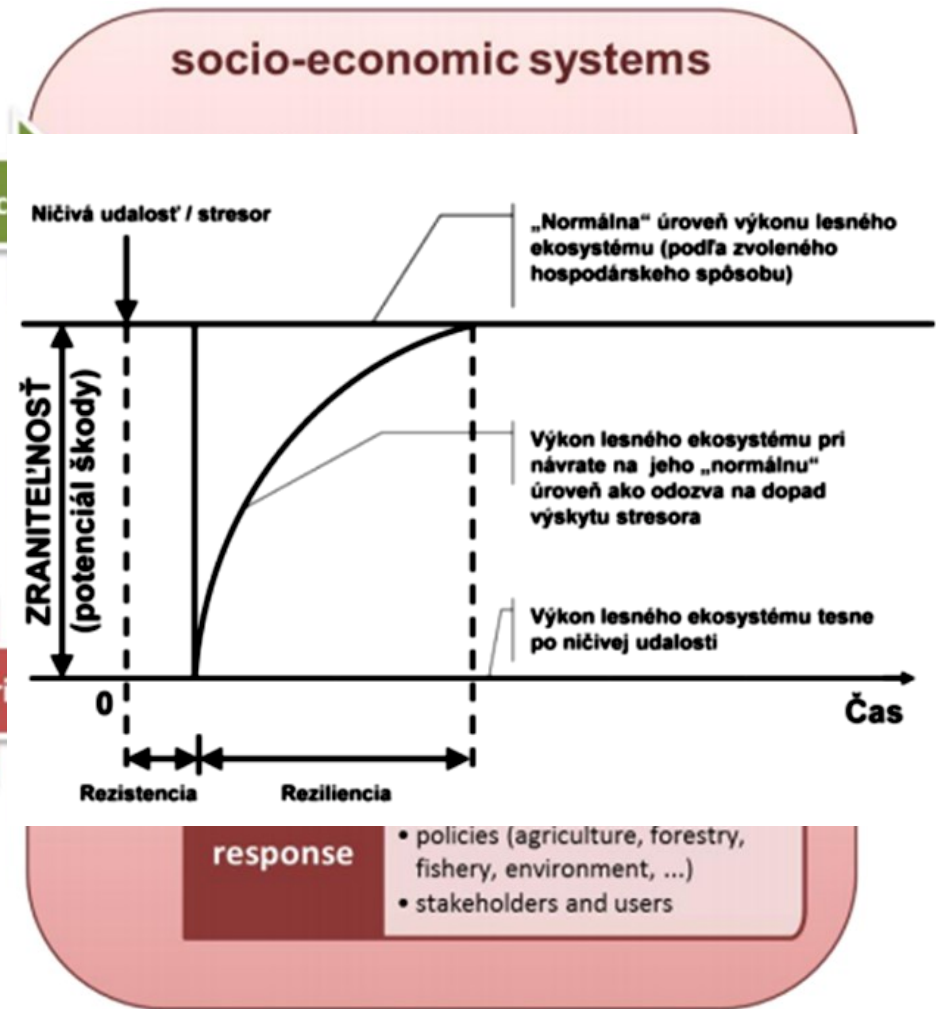 socio-economic systems
Ničivá udalosť / stresor
„Normálna“ úroveň výkonu lesného
ekosystému (podľa zvoleného
hospodárskeho spôsobu)
ZRANITEĽNOSŤ
(potenciál škody)
Výkon lesného ekosystému pri
návrate na jeho „normálnu“
úroveň ako odozva na dopad
výskytu stresora
Výkon lesného ekosystému tesne
po ničivej udalosti
0
Čas
Rezistencia
Reziliencia
response
• policies (agriculture, forestry,
fishery, environment, ...)
• stakeholders and users